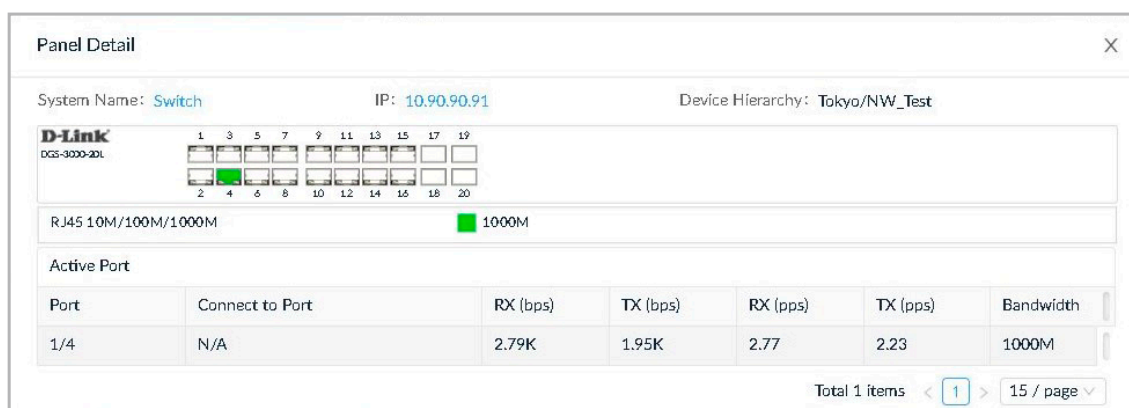 Panel Detail X
System Name: Switch IP: 10.90.90.91 Device Hierarchy: Tokyo/NW_Test
D-Link 1 3 5 7 9 11 13 15 17 19
DGS-3000-20L
2 4 6 8 10 12 14 16 18 20
RJ45 10M/100M/1000M 1000M
Active Port
Port Connect to Port RX (bps) TX (bps) RX (pps) TX (pps) Bandwidth
1/4 N/A 2.79K 1.95K 2.77 2.23 1000M
Total 1 items < 1 > 15 / page